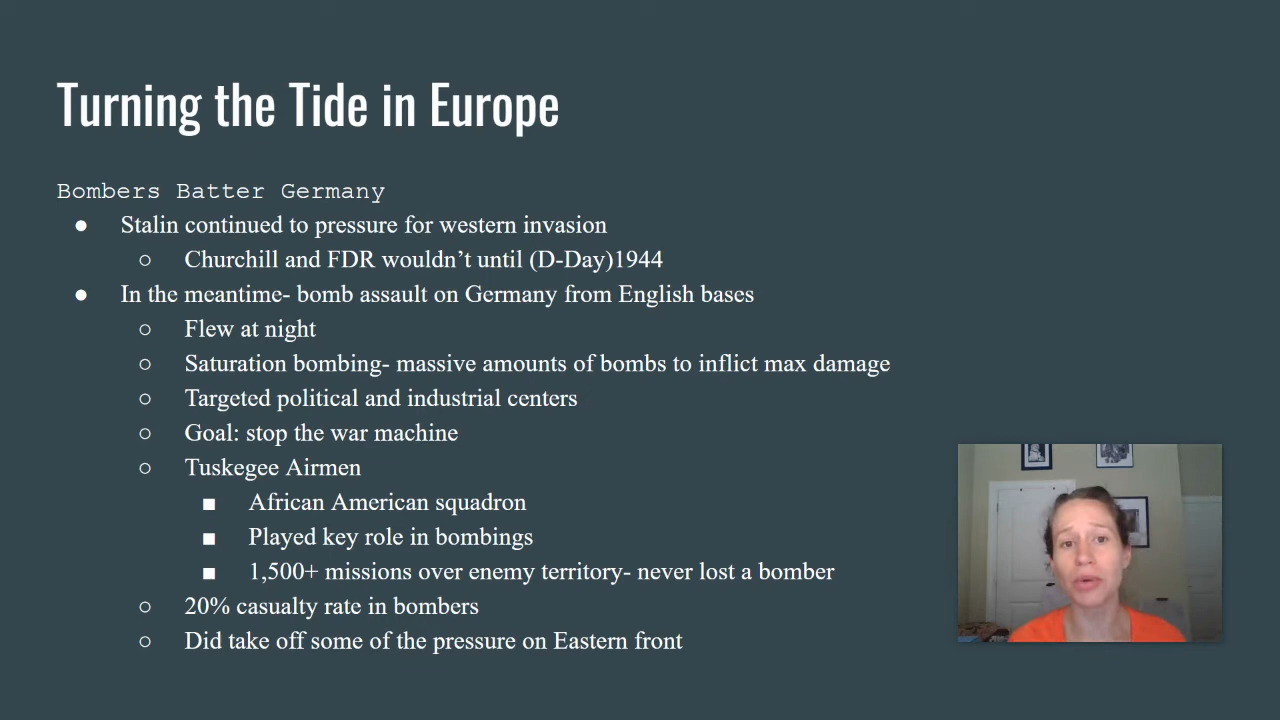 Turning the Tide in Europe
Bombers Batter Germany
● Stalin continued to pressure for western invasion
○ Churchill and FDR wouldn’t until (D-Day)1944
● In the meantime- bomb assault on Germany from English bases
○ Flew at night
○ Saturation bombing- massive amounts of bombs to inflict max damage
○ Targeted political and industrial centers
○ Goal: stop the war machine
○ Tuskegee Airmen
■ African American squadron
■ Played key role in bombings
■ 1,500+ missions over enemy territory- never lost a bomber
○ 20% casualty rate in bombers
○ Did take off some of the pressure on Eastern front